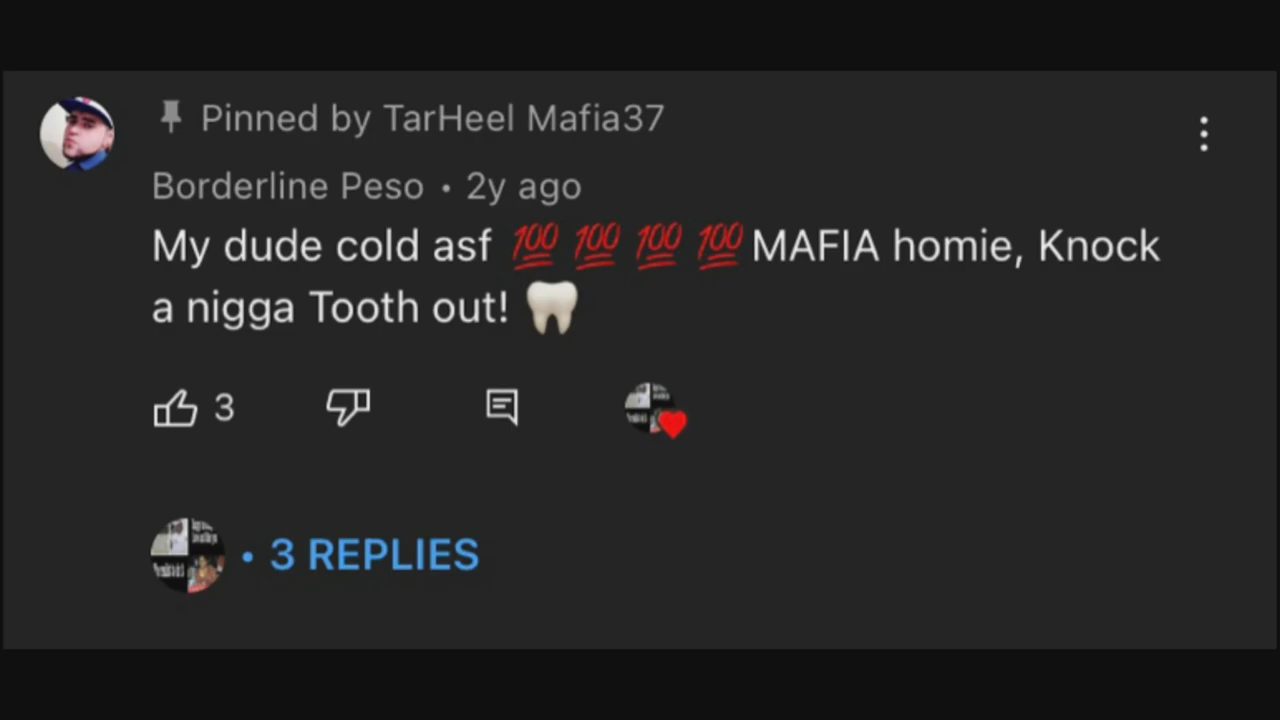 Pinned by TarHeel Mafia37
Borderline Peso • 2y ago
My dude cold asf 💯 💯 💯 💯MAFIA homie, Knock
a nigga Tooth out! 🦷
3
• 3 REPLIES